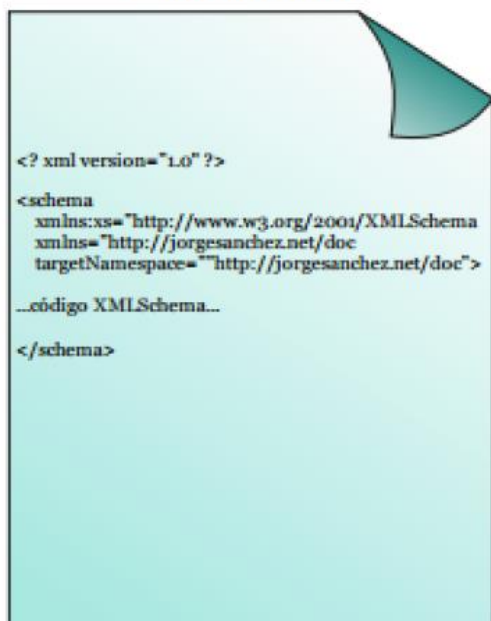 <? xml version="1.0" ?>
<schema
xmlns:xs="http://www.w3.org/2001/XMLSchema
xmlns="http://jorgesanchez.net/doc
targetNamespace=""http://jorgesanchez.net/doc">
...código XMLSchema...
</schema>